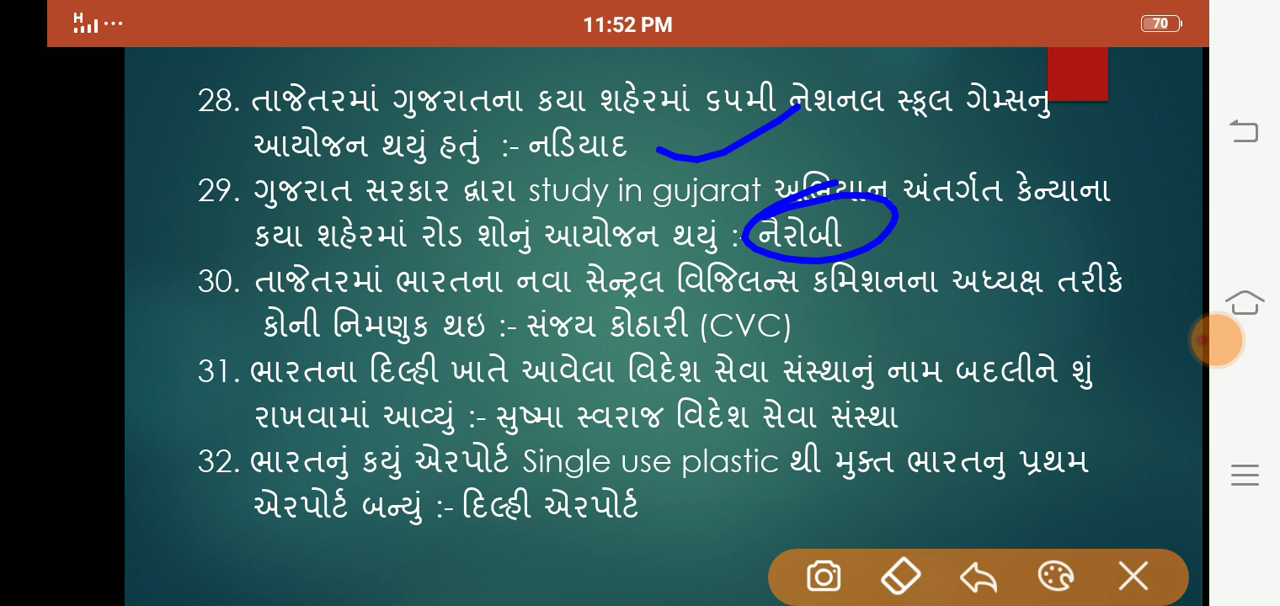 H
11:52 PM
70
28. તાજેતરમાં ગુજરાતના કયા શહેરમાં ૬૫મી નેશનલ સ્કૂલ ગેમ્સનુ
આયોજન થયું હતું :- નડિયાદ
29. ગુજરાત સરકાર દ્વારા study in gujarat અભિયાન અંતર્ગત કેન્યાના
કયા શહેરમાં રોડ શોનું આયોજન થયું :- નૈરોબી
30. તાજેતરમાં ભારતના નવા સેન્ટ્રલ વિજિલન્સ કમિશનના અધ્યક્ષ તરીકે
કોની નિમણુક થઇ :- સંજય કોઠારી (CVC)
31. ભારતના દિલ્હી ખાતે આવેલા વિદેશ સેવા સંસ્થાનું નામ બદલીને શું
રાખવામાં આવ્યું :- સુષ્મા સ્વરાજ વિદેશ સેવા સંસ્થા
32. ભારતનું કયું એરપોર્ટ Single use plastic થી મુક્ત ભારતનુ પ્રથમ
એરપોર્ટ બન્યું :- દિલ્હી એરપોર્ટ